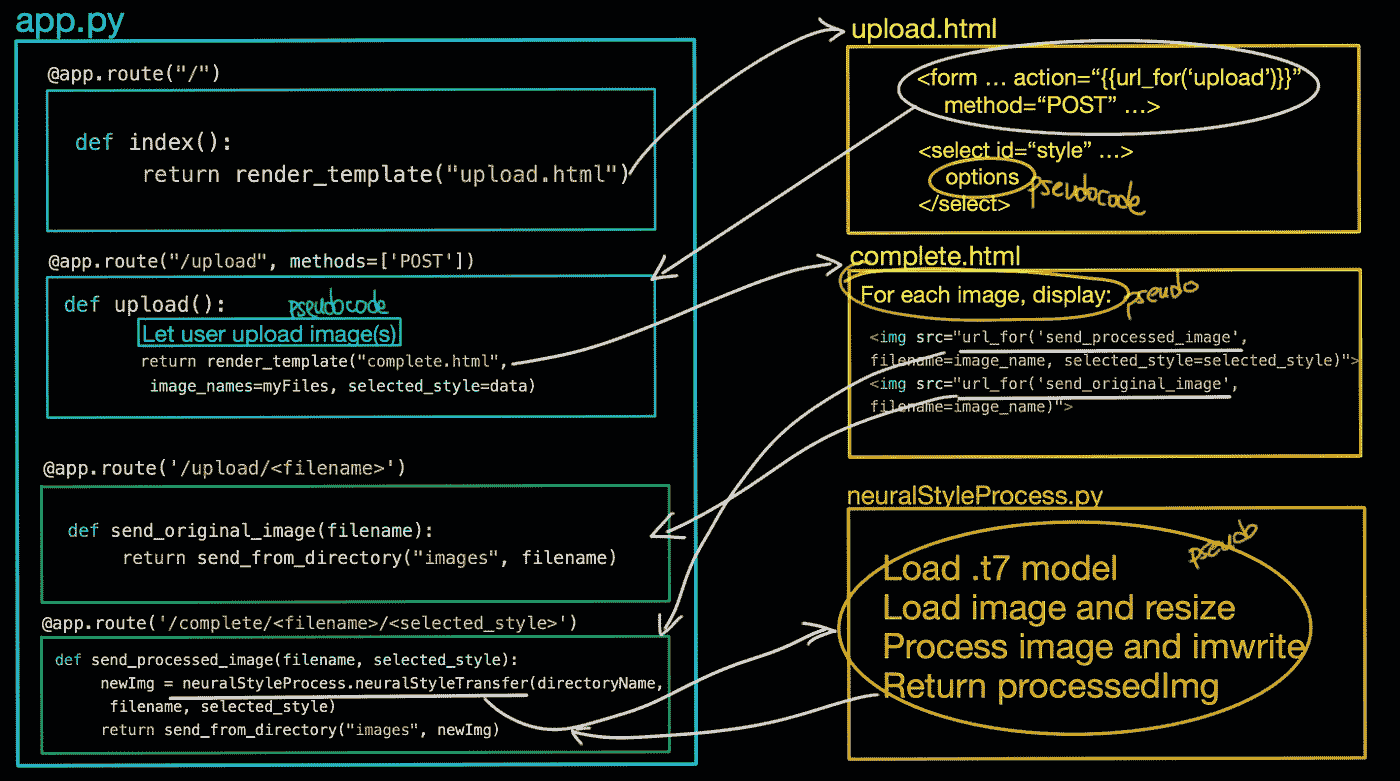 app.py
@app.route("/")
def index():
return render_template("upload.html")
@app.route("/upload", methods=['POST'])
def upload():
pseudocode
Let user upload image(s)
return render_template("complete.html",
image_names=myFiles, selected_style=data)
@app.route('/upload/<filename>')
def send_original_image(filename):
return send_from_directory("images", filename)
@app.route('/complete/<filename>/<selected_style>')
def send_processed_image(filename, selected_style):
newImg = neuralStyleProcess.neuralStyleTransfer(directoryName,
filename, selected_style)
return send_from_directory("images", newImg)
upload.html
<form … action=“{{url_for(‘upload’)}}”
method=“POST” …>
<select id=“style” …>
options
pseudocode
</select>
complete.html
For each image, display:
pseudo
<img src="url_for('send_processed_image',
filename=image_name, selected_style=selected_style)">
<img src="url_for('send_original_image',
filename=image_name)">
neuralStyleProcess.py
pseudo
Load .t7 model
Load image and resize
Process image and imwrite
Return processedImg